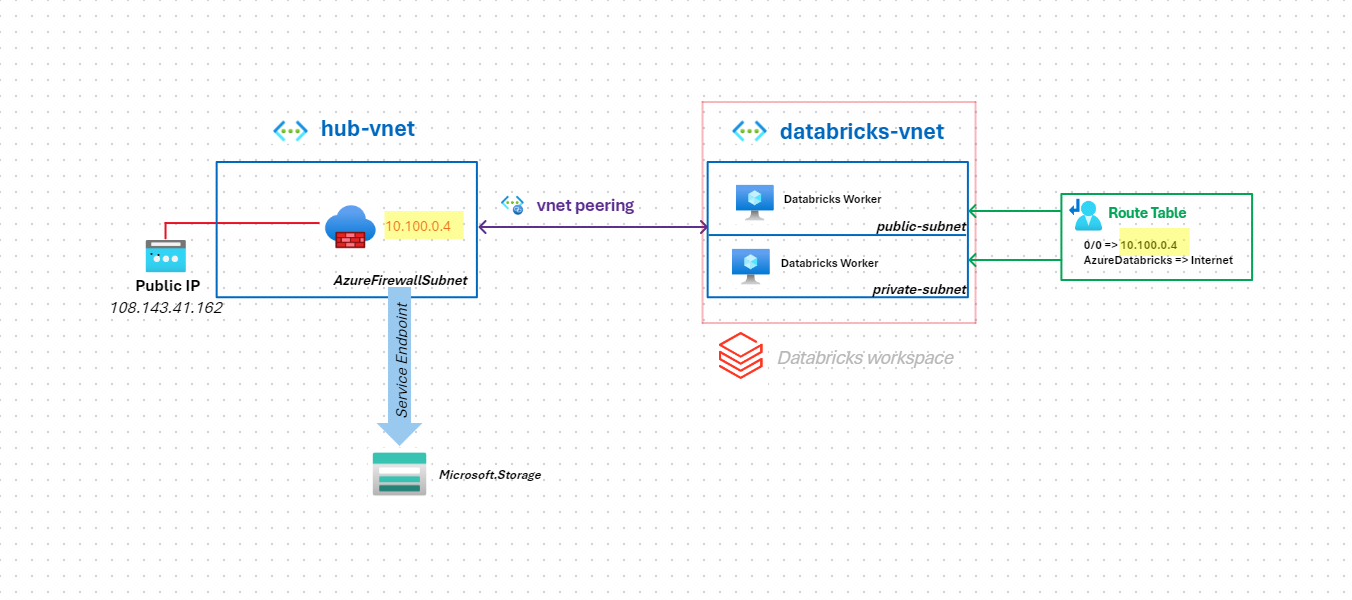 hub-vnet
10.100.0.4
AzureFirewallSubnet
Public IP
108.143.41.162
Service Endpoint
Microsoft.Storage
vnet peering
databricks-vnet
Databricks Worker
public-subnet
Databricks Worker
private-subnet
Databricks workspace
Route Table
0/0 => 10.100.0.4
AzureDatabricks => Internet